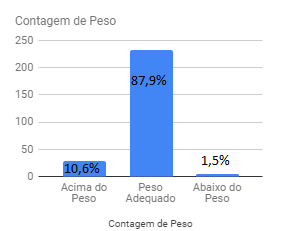 Contagem de Peso
250
200
150
100
50
0
87,9%
10,6%
1,5%
Acima do Peso
Peso Adequado
Abaixo do Peso
Contagem de Peso